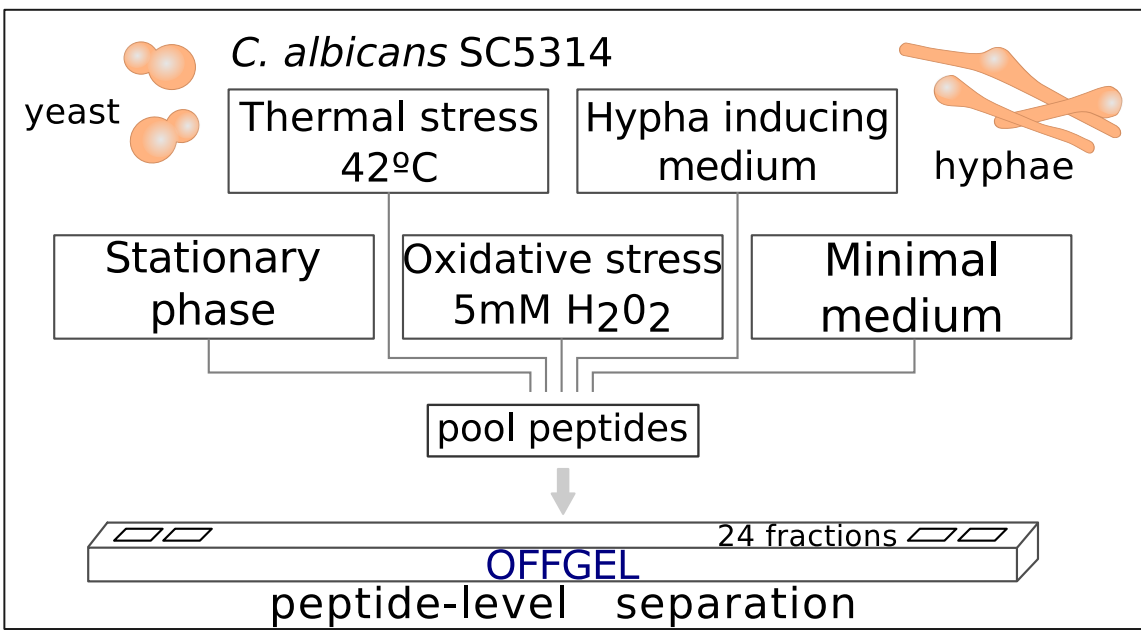 C. albicans SC5314
yeast
Thermal stress
42ºC
Hypha inducing
medium
hyphae
Stationary
phase
Oxidative stress
5mM H202
Minimal
medium
pool peptides
24 fractions
OFFGEL
peptide-level separation